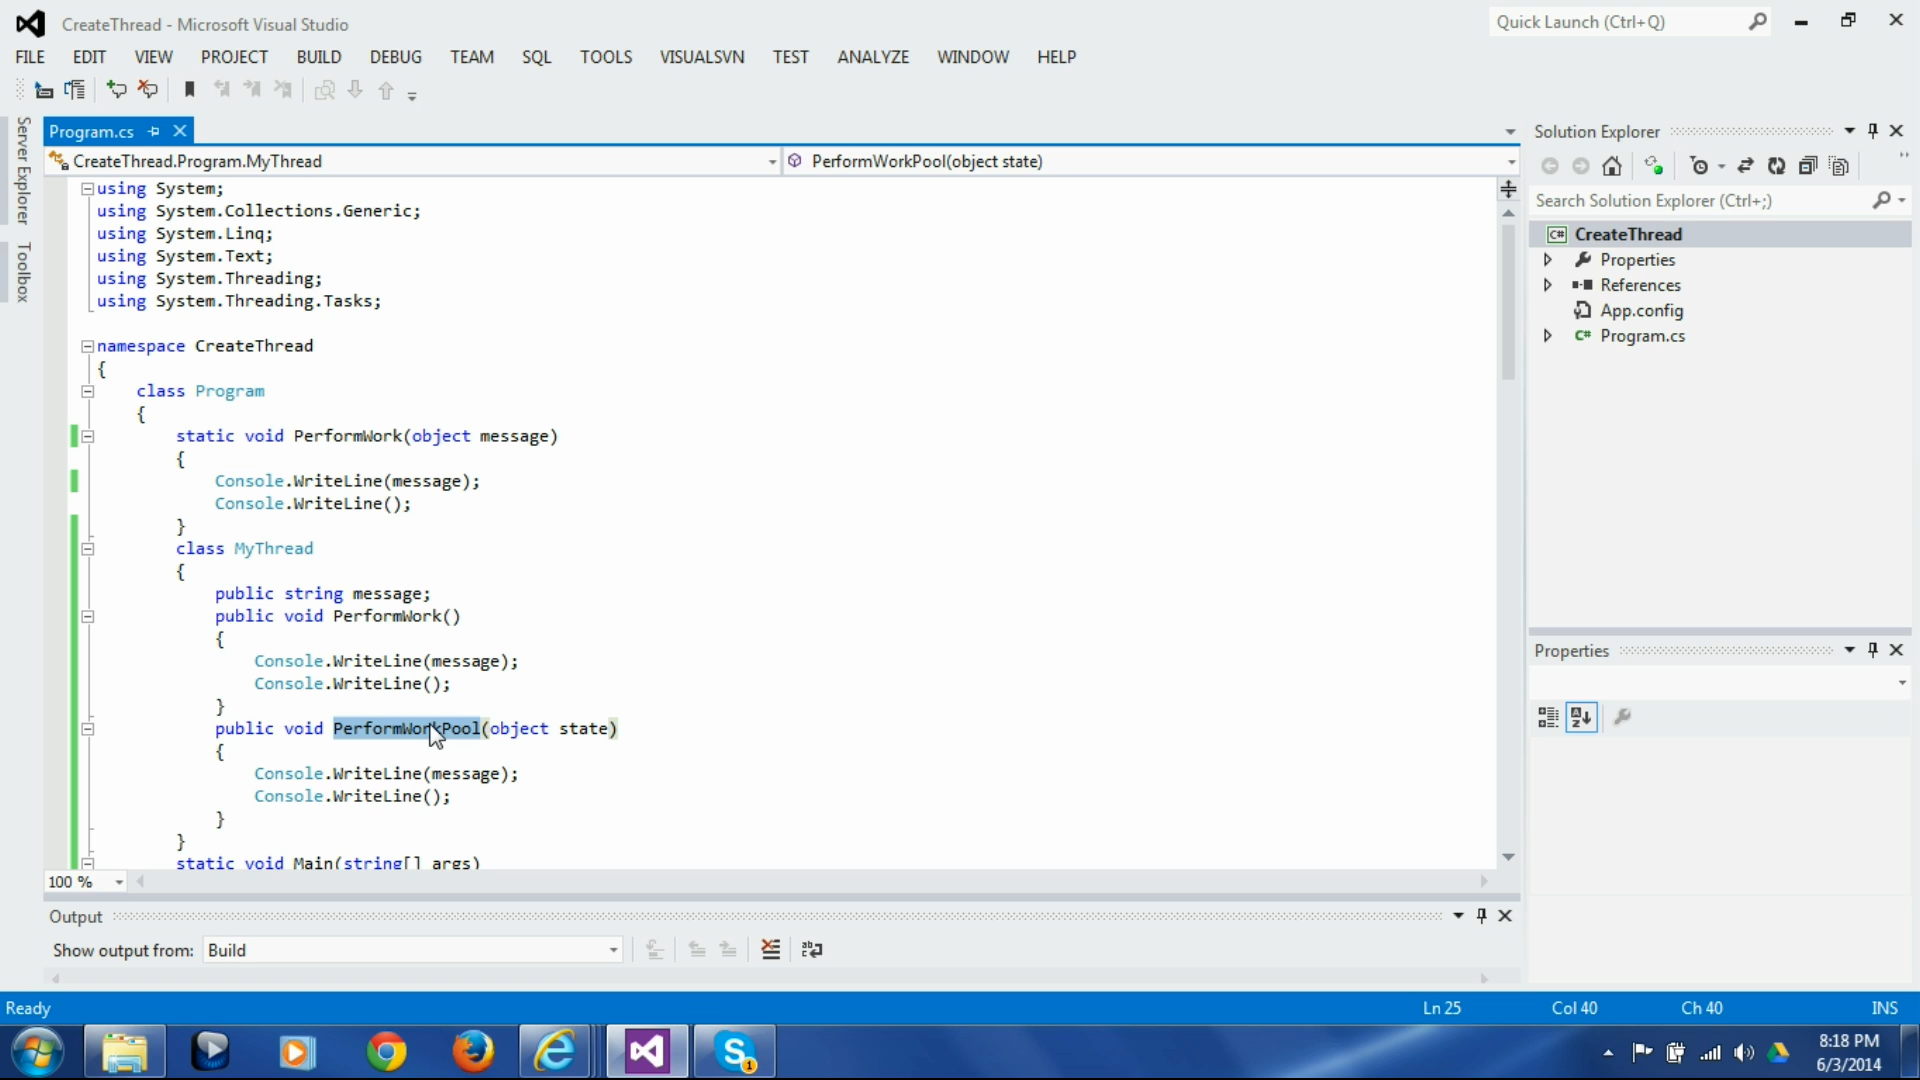 CreateThread - Microsoft Visual Studio
Quick Launch (Ctrl+Q)
FILE EDIT VIEW PROJECT BUILD DEBUG TEAM SQL TOOLS VISUALSVN TEST ANALYZE WINDOW HELP
Server Explorer
Toolbox
Program.cs
CreateThread.Program.MyThread
PerformWorkPool(object state)
using System;
using System.Collections.Generic;
using System.Linq;
using System.Text;
using System.Threading;
using System.Threading.Tasks;
namespace CreateThread
{
class Program
{
static void PerformWork(object message)
{
Console.WriteLine(message);
Console.WriteLine();
}
class MyThread
{
public string message;
public void PerformWork()
{
Console.WriteLine(message);
Console.WriteLine();
}
public void PerformWorkPool(object state)
{
Console.WriteLine(message);
Console.WriteLine();
}
}
static void Main(string[] args)
100 %
Output
Show output from: Build
Solution Explorer
Search Solution Explorer (Ctrl+;)
C# CreateThread
Properties
References
App.config
C# Program.cs
Properties
Ready
Ln 25
Col 40
Ch 40
INS
1
8:18 PM
6/3/2014